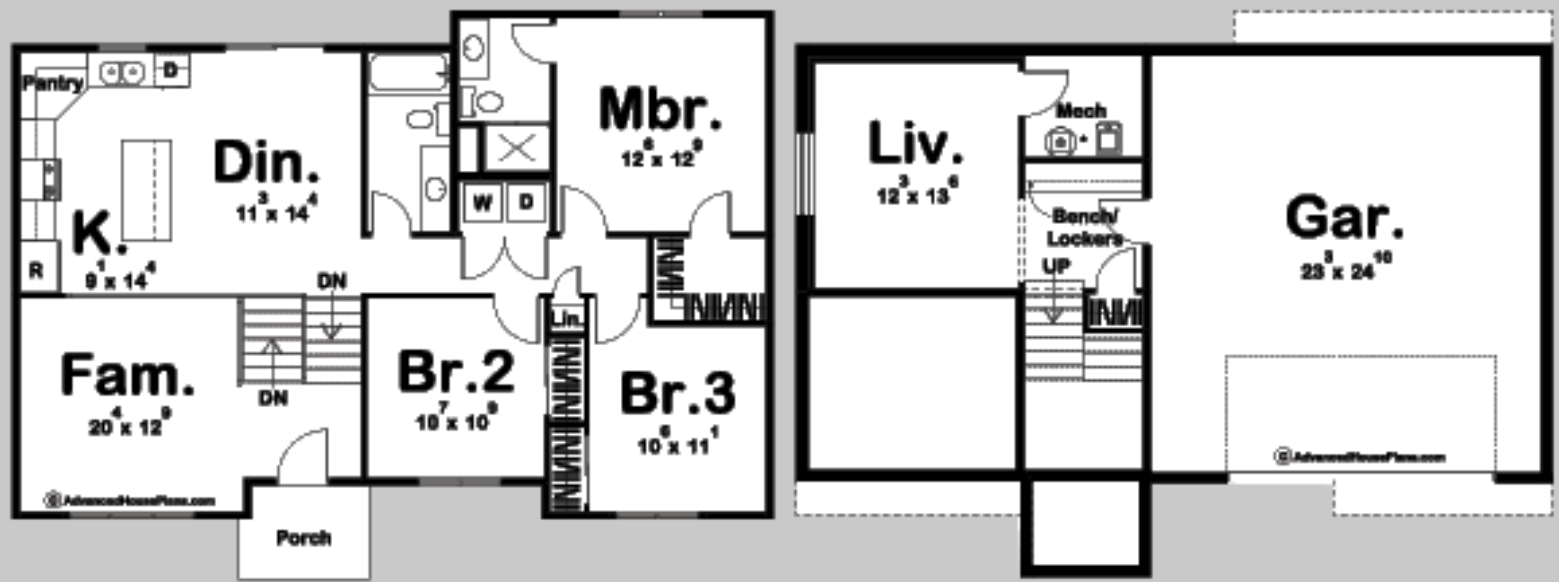 Pantry
D
Din.
11³ x 14⁴
K.
9¹ x 14⁴
R
DN
Fam.
20⁴ x 12⁹
DN
AdvancedHousePlans.com
Porch
W D
Mbr.
12⁶ x 12⁹
Lin.
Br.2
10⁷ x 10⁹
Br.3
10⁶ x 11¹
Liv.
12³ x 13⁶
Mech
Bench/
Lockers
UP
Gar.
23³ x 24¹⁰
AdvancedHousePlans.com